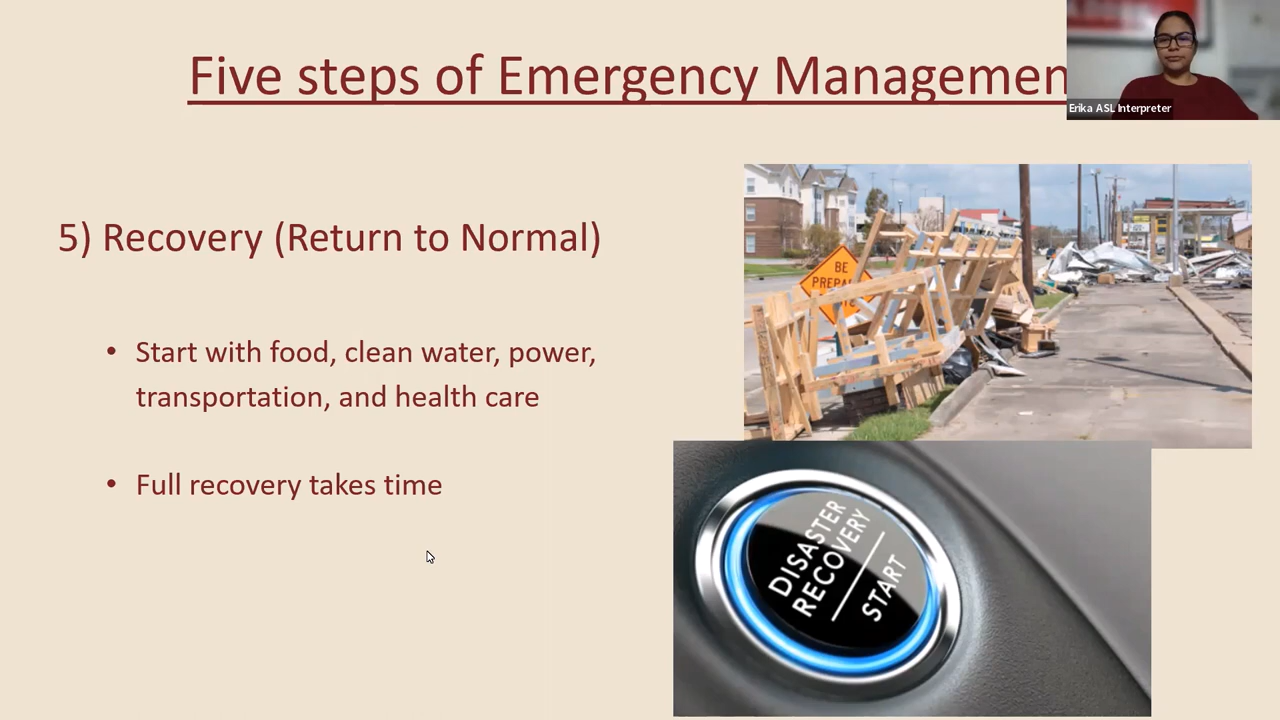 Five steps of Emergency Managemen
Erika ASL Interpreter
5) Recovery (Return to Normal)
• Start with food, clean water, power,
transportation, and health care
• Full recovery takes time
BE
DISASTER
RECOVERY
START